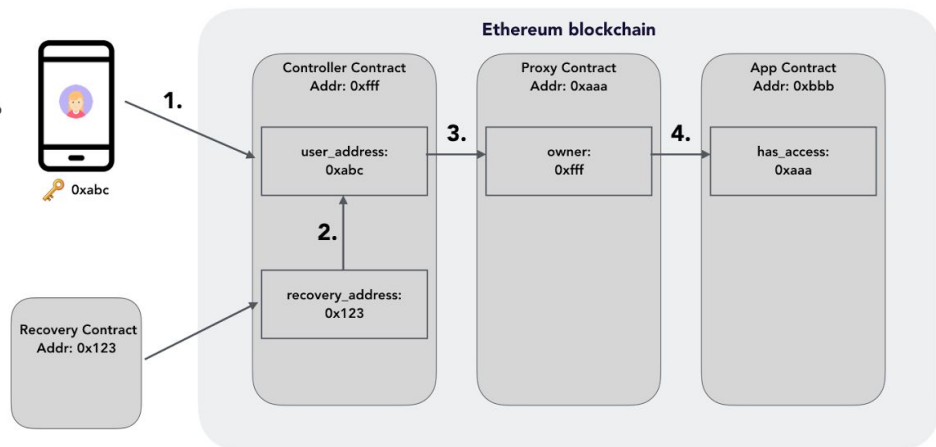 Ethereum blockchain
1.
0xabc
Controller Contract
Addr: 0xfff
user_address:
0xabc
2.
recovery_address:
0x123
3.
Proxy Contract
Addr: 0xaaa
owner:
0xfff
4.
App Contract
Addr: 0xbbb
has_access:
0xaaa
Recovery Contract
Addr: 0x123